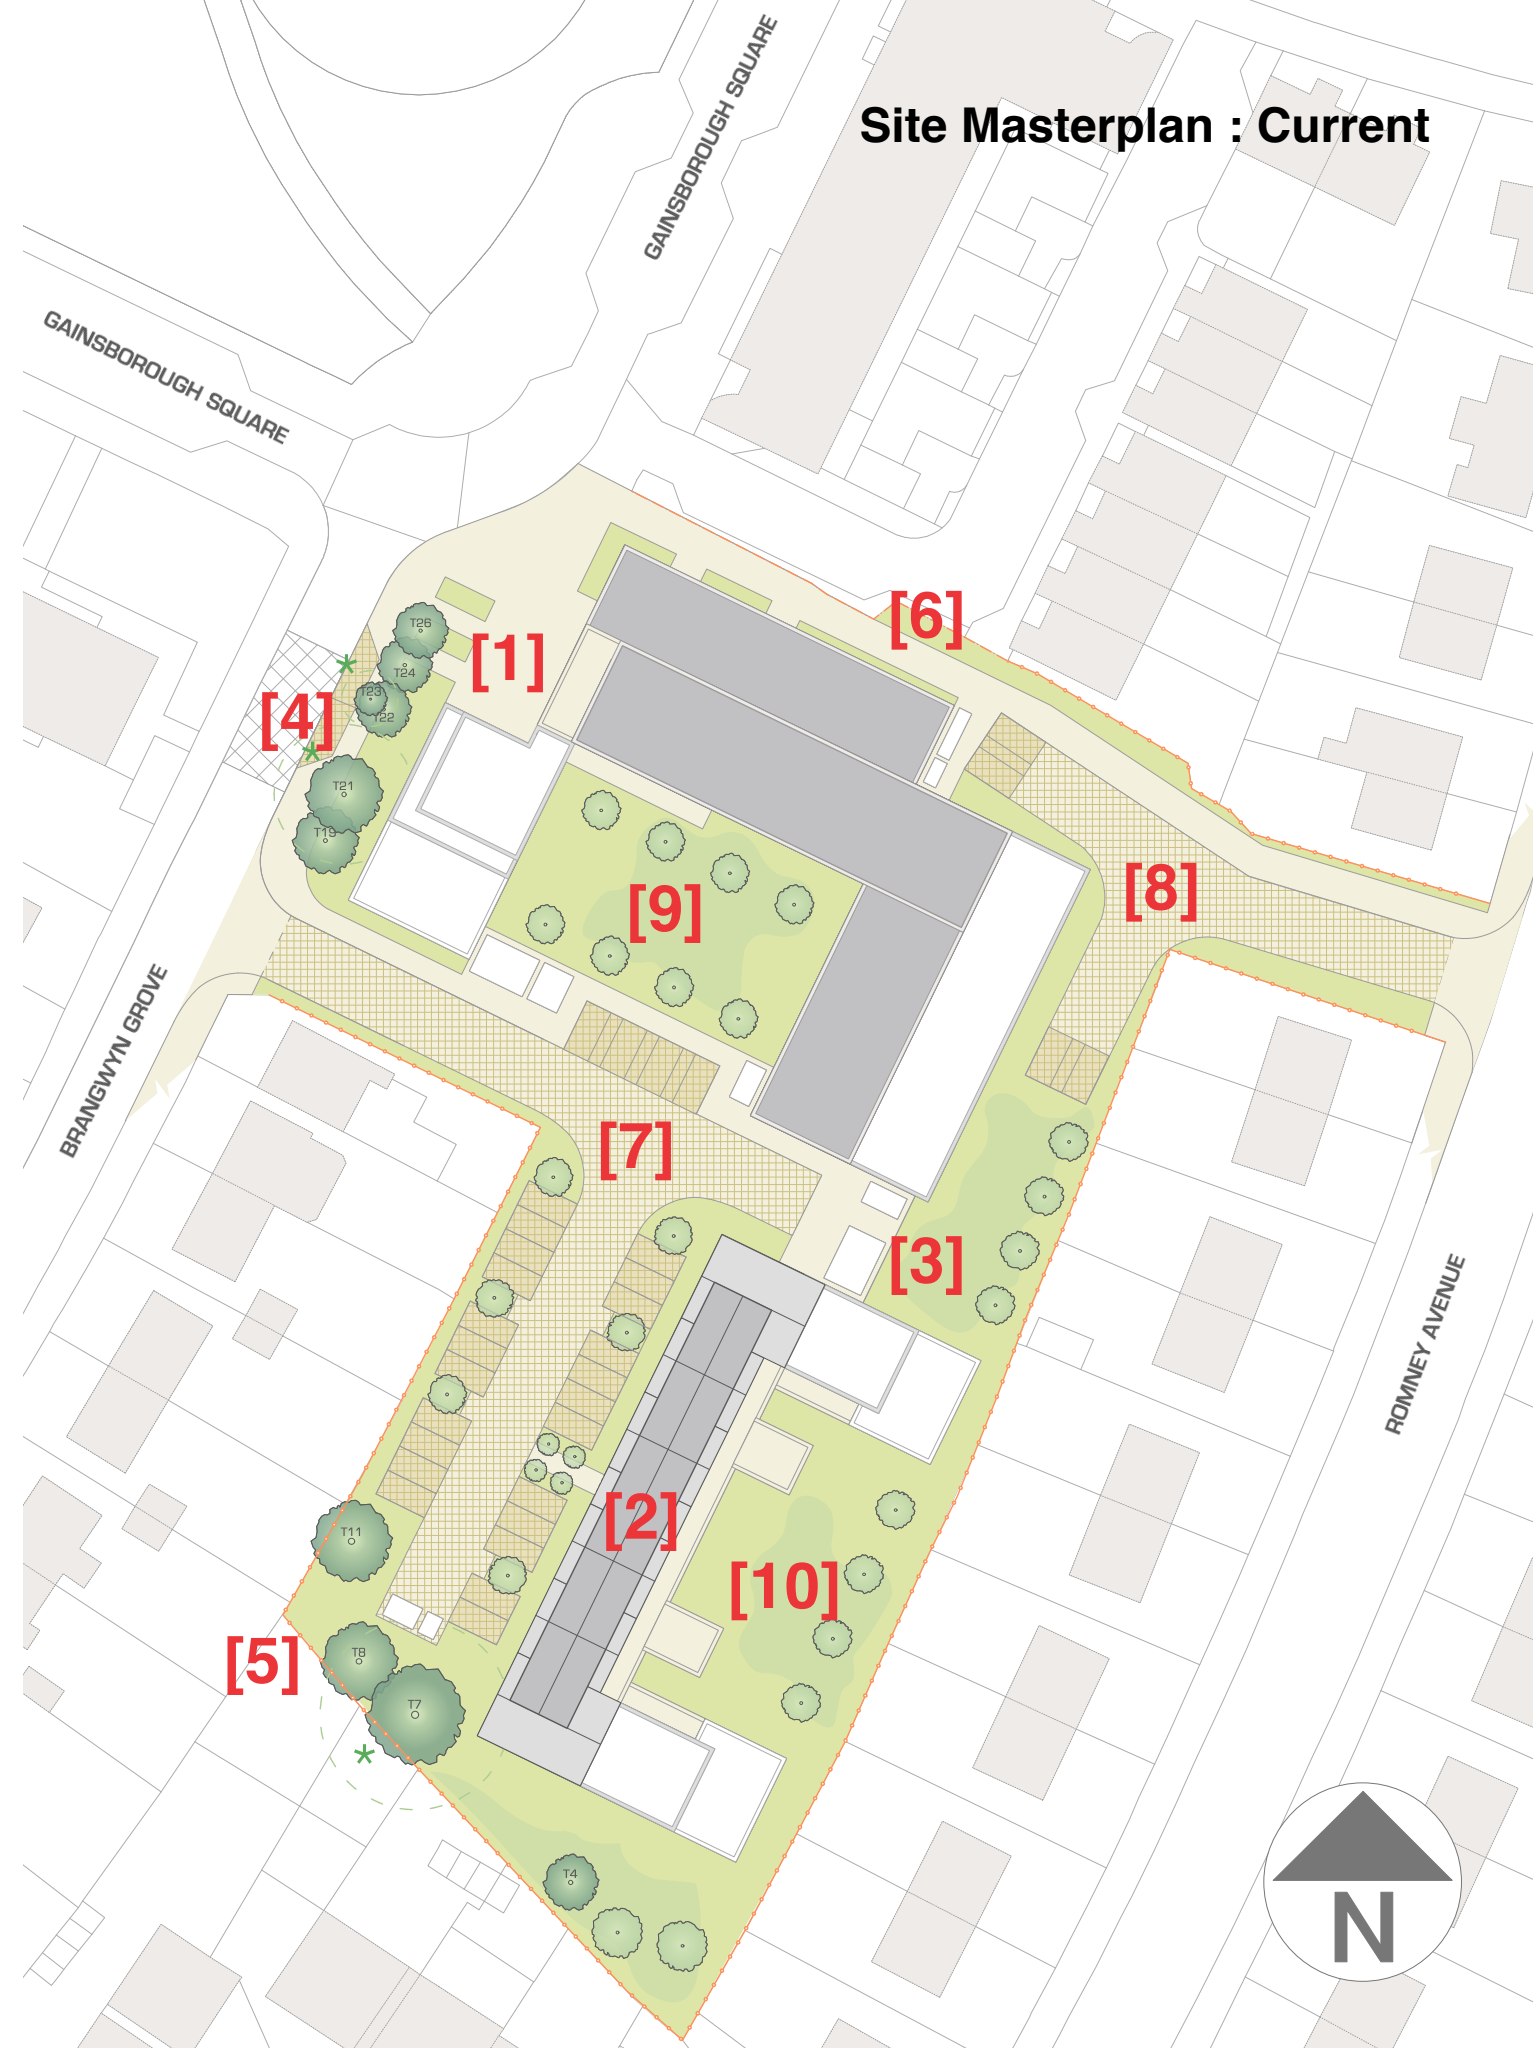 GAINSBOROUGH SQUARE
Site Masterplan : Current
GAINSBOROUGH SQUARE
[6]
T26
[1]
T24
T23
T22
[4]
T21
T19
[8]
[9]
BRANGWYN GROVE
[7]
[3]
ROMNEY AVENUE
[2]
T11
[10]
[5]
T8
T7
T4
N